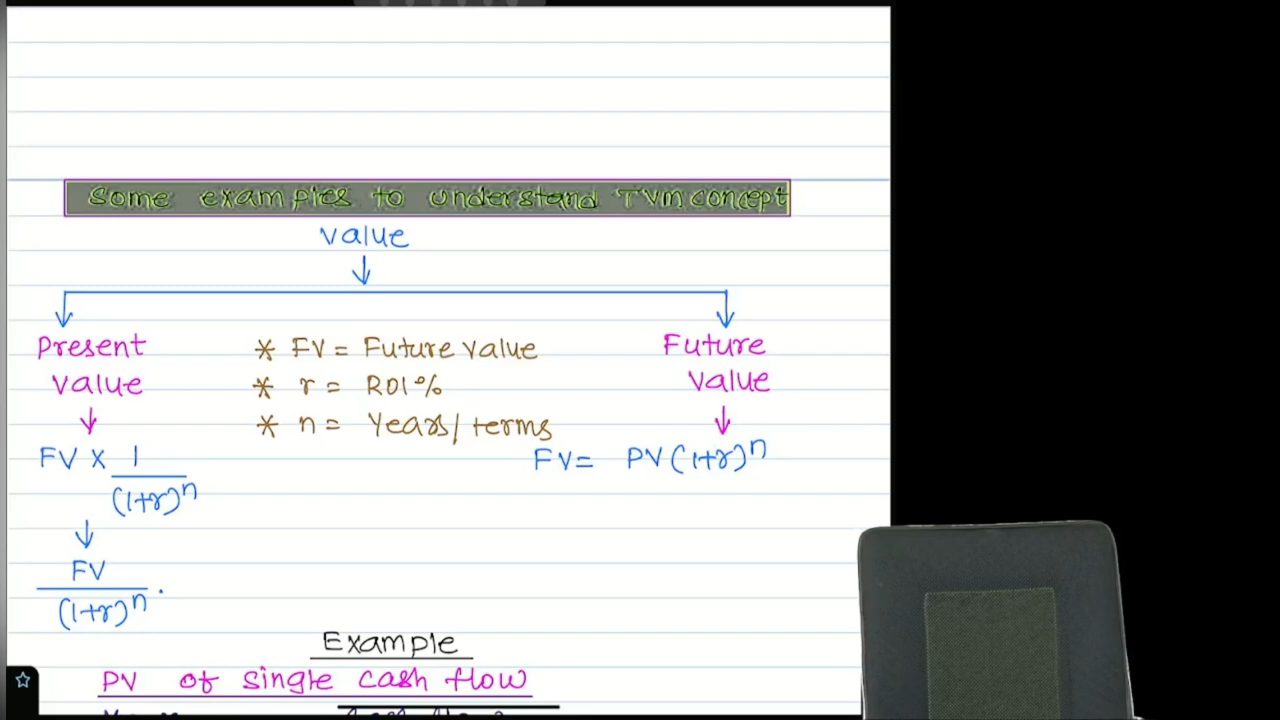 Some examples to understand TVM concept
Value
Present
Value
FV × 1/(1+r)^n
FV/(1+r)^n .
* FV = Future value
* r = ROI%
* n = Years/terms
Future
Value
FV = PV(1+r)^n
Example
PV of single cash flow